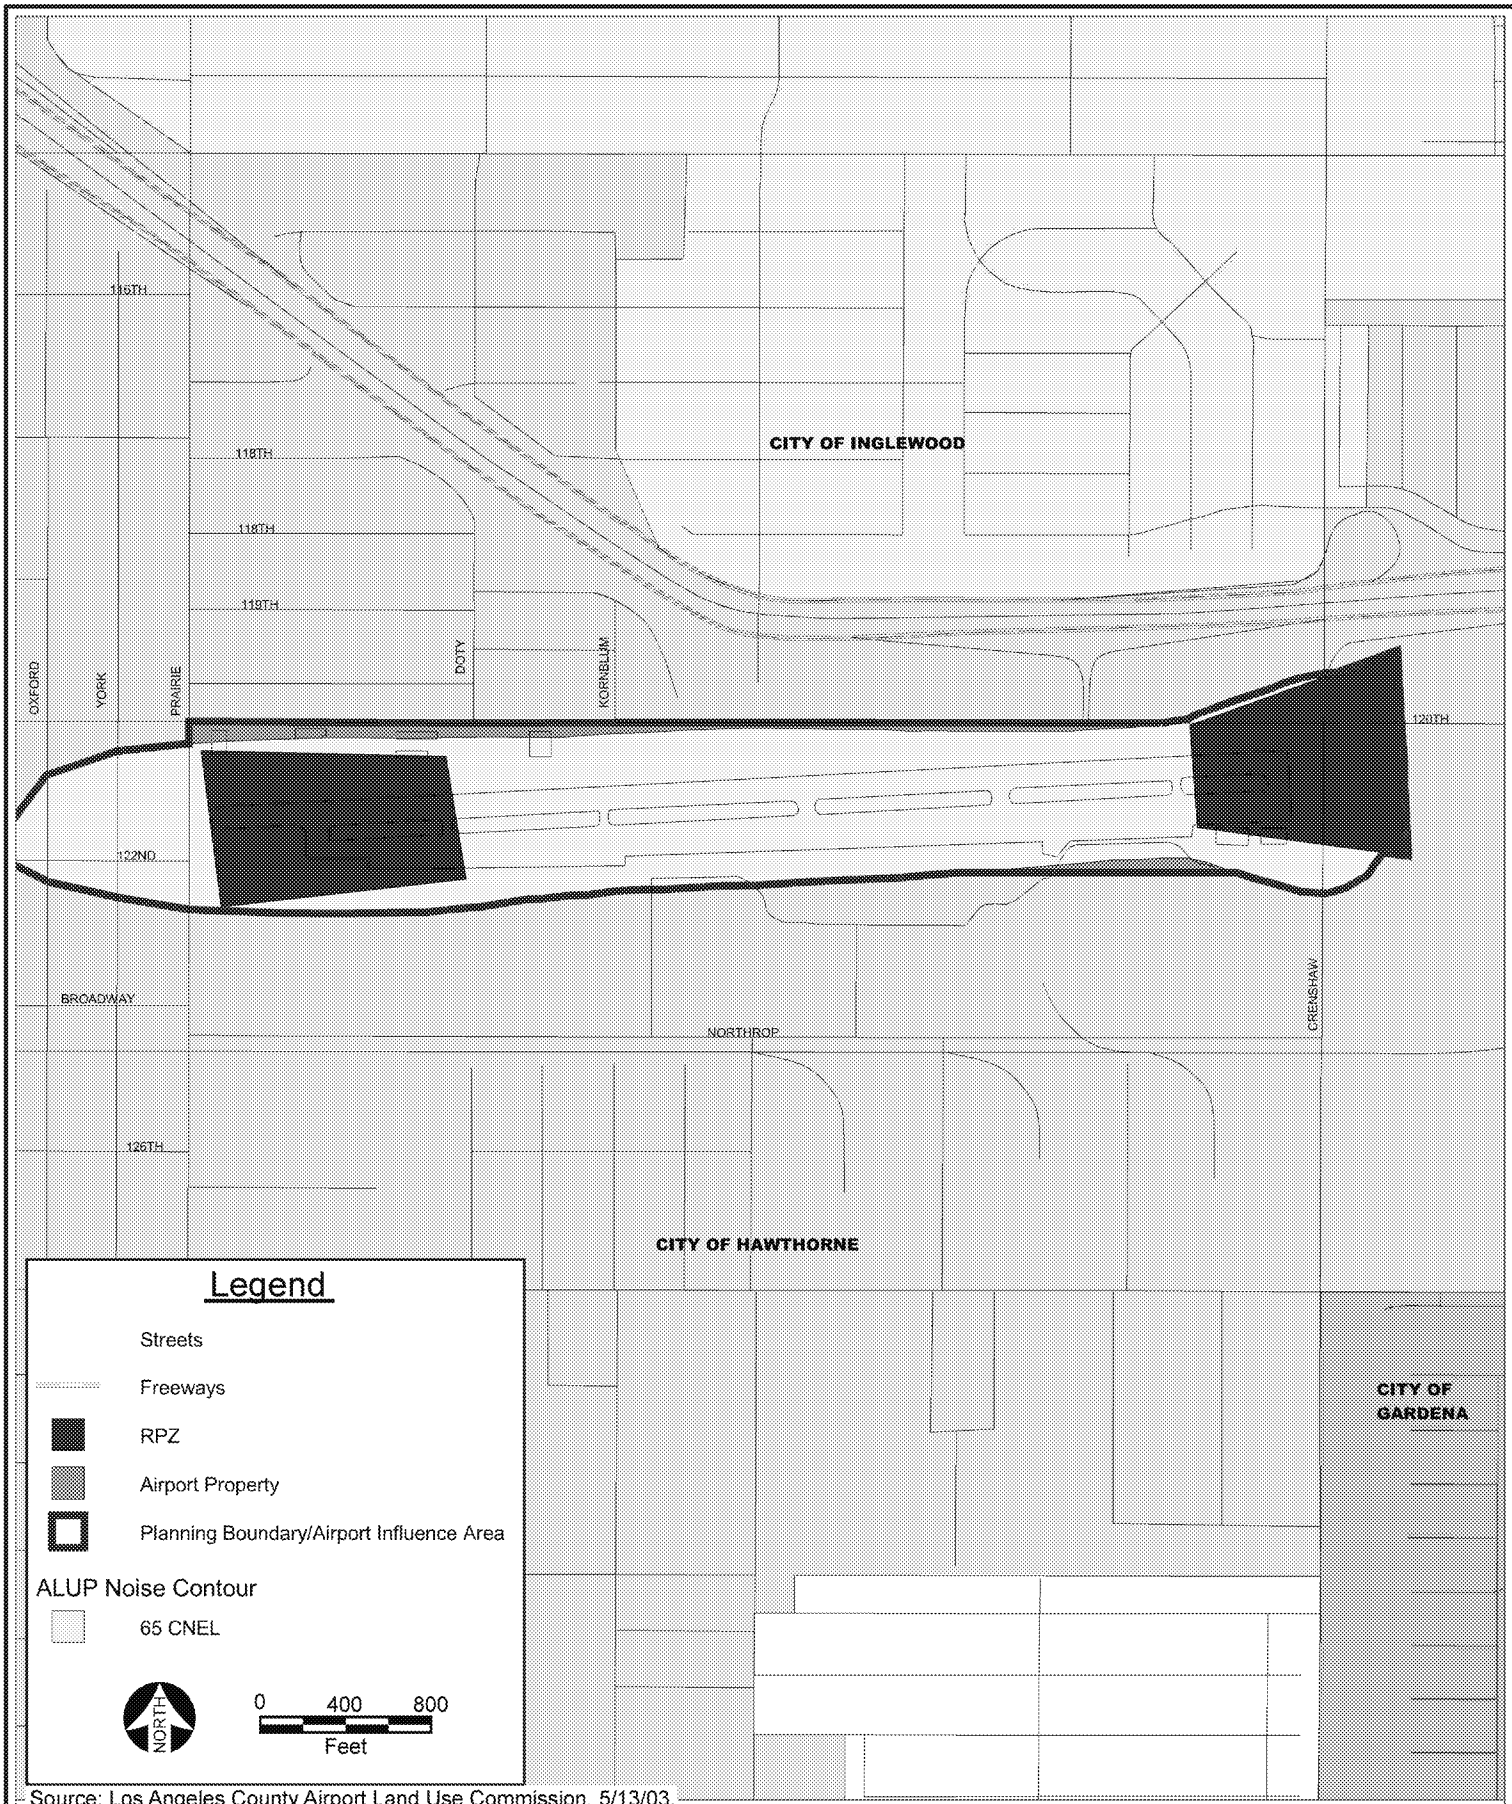 116TH
118TH
CITY OF INGLEWOOD
118TH
119TH
OXFORD
YORK
PRAIRIE
DOTY
KORNBLUM
120TH
122ND
BROADWAY
NORTHROP
CRENSHAW
126TH
CITY OF HAWTHORNE
CITY OF
GARDENA
Legend
Streets
Freeways
RPZ
Airport Property
Planning Boundary/Airport Influence Area
ALUP Noise Contour
65 CNEL
NORTH
0 400 800
Feet
Source: Los Angeles County Airport Land Use Commission, 5/13/03.